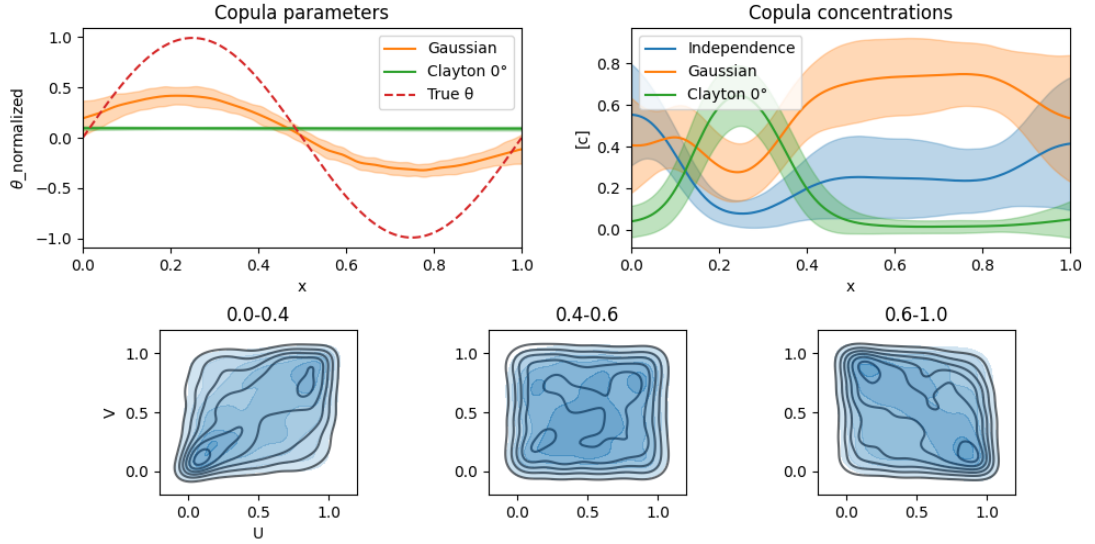 Copula parameters
Copula concentrations
1.0
0.5
0.0
−0.5
−1.0
θ_normalized
Gaussian
Clayton 0°
True θ
0.0 0.2 0.4 0.6 0.8 1.0
x
0.8
0.6
0.4
0.2
0.0
[c]
Independence
Gaussian
Clayton 0°
0.0 0.2 0.4 0.6 0.8 1.0
x
0.0-0.4
1.0
0.5
0.0
V
0.0 0.5 1.0
U
0.4-0.6
1.0
0.5
0.0
0.0 0.5 1.0
0.6-1.0
1.0
0.5
0.0
0.0 0.5 1.0